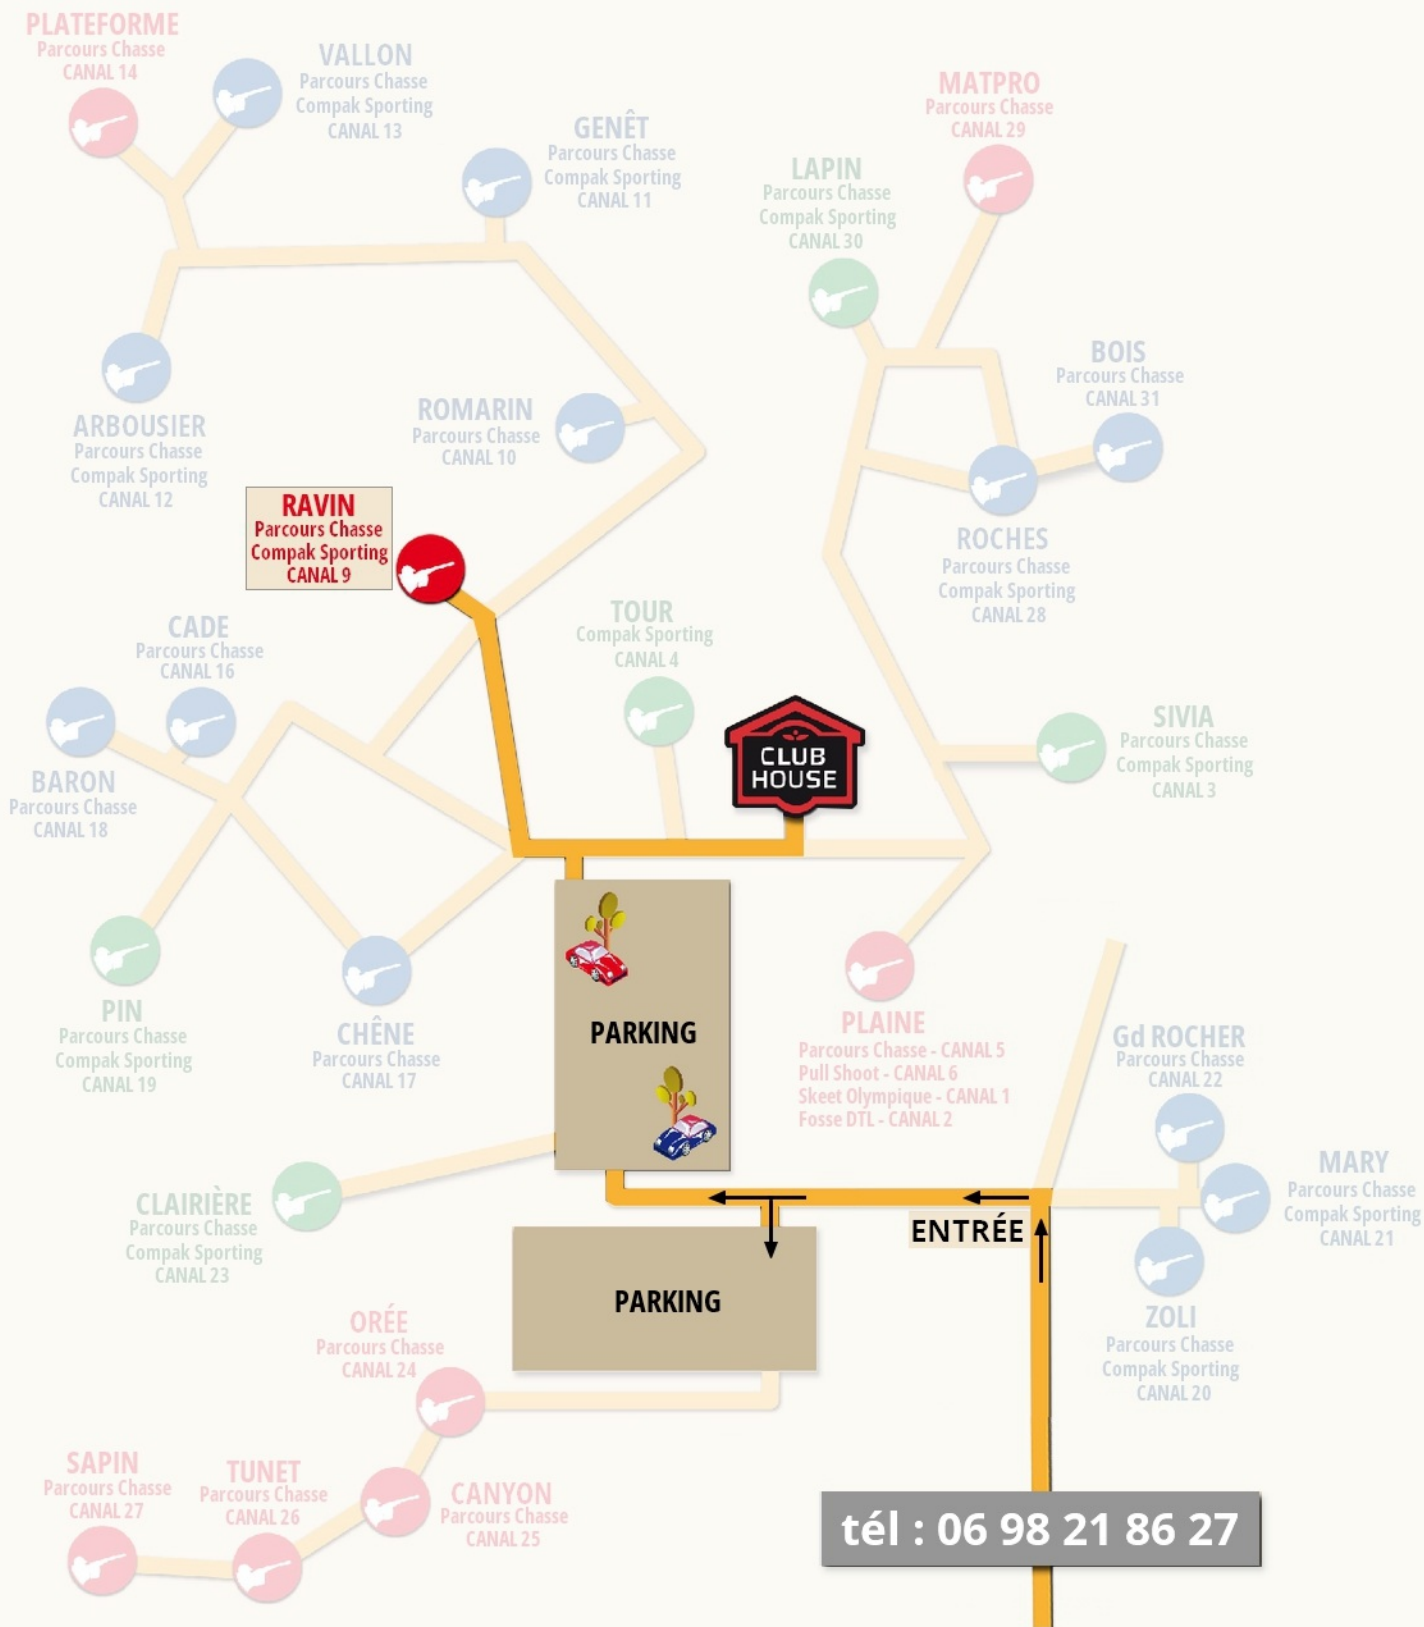 PLATEFORME
Parcours Chasse
CANAL 14
VALLON
Parcours Chasse
Compak Sporting
CANAL 13
GENÊT
Parcours Chasse
Compak Sporting
CANAL 11
MATPRO
Parcours Chasse
CANAL 29
LAPIN
Parcours Chasse
Compak Sporting
CANAL 30
BOIS
Parcours Chasse
CANAL 31
ARBOUSIER
Parcours Chasse
Compak Sporting
CANAL 12
ROMARIN
Parcours Chasse
CANAL 10
RAVIN
Parcours Chasse
Compak Sporting
CANAL 9
ROCHES
Parcours Chasse
Compak Sporting
CANAL 28
TOUR
Compak Sporting
CANAL 4
CADE
Parcours Chasse
CANAL 16
BARON
Parcours Chasse
CANAL 18
CLUB
HOUSE
SIVIA
Parcours Chasse
Compak Sporting
CANAL 3
PIN
Parcours Chasse
Compak Sporting
CANAL 19
CHÊNE
Parcours Chasse
CANAL 17
PARKING
PLAINE
Parcours Chasse - CANAL 5
Pull Shoot - CANAL 6
Skeet Olympique - CANAL 1
Fosse DTL - CANAL 2
Gd ROCHER
Parcours Chasse
CANAL 22
MARY
Parcours Chasse
Compak Sporting
CANAL 21
CLAIRIÈRE
Parcours Chasse
Compak Sporting
CANAL 23
ENTRÉE
PARKING
ZOLI
Parcours Chasse
Compak Sporting
CANAL 20
ORÉE
Parcours Chasse
CANAL 24
SAPIN
Parcours Chasse
CANAL 27
TUNET
Parcours Chasse
CANAL 26
CANYON
Parcours Chasse
CANAL 25
tél : 06 98 21 86 27